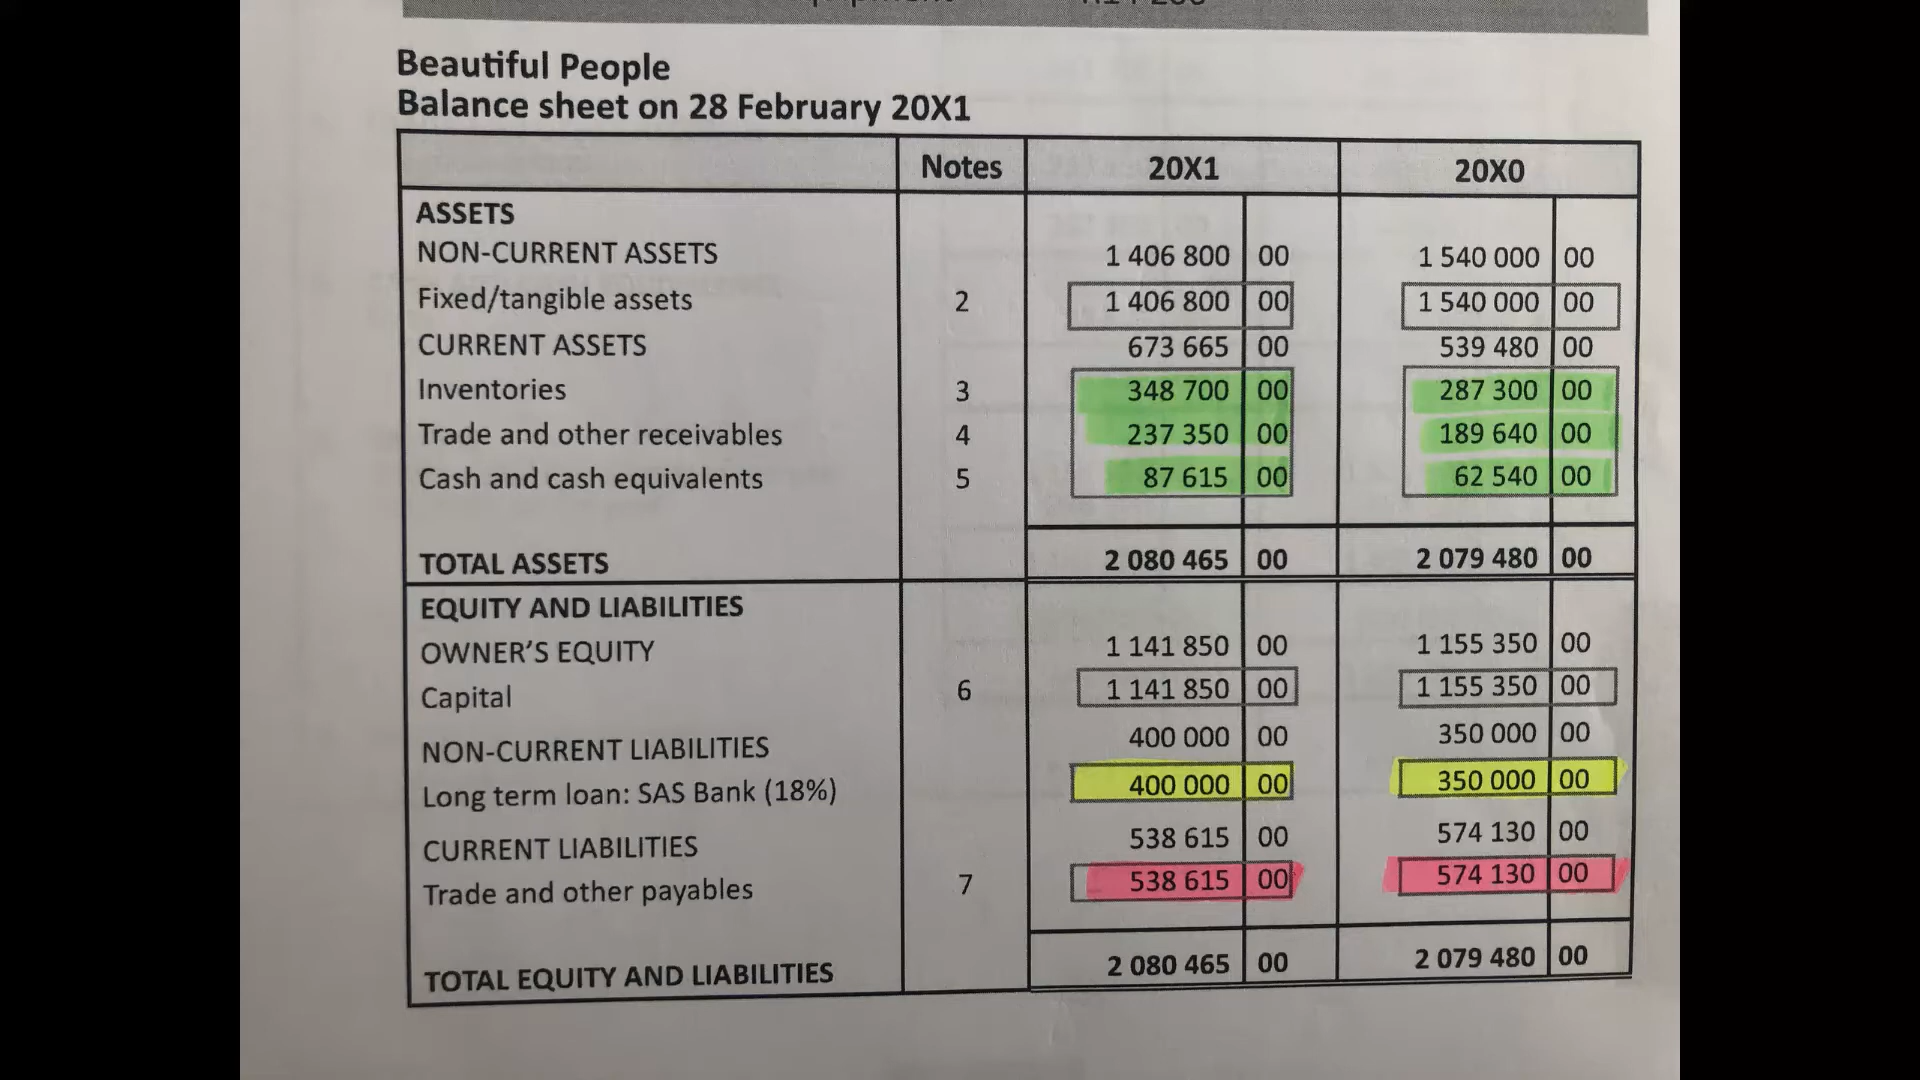 Beautiful People
Balance sheet on 28 February 20X1
Notes 20X1 20X0
ASSETS
NON-CURRENT ASSETS 1 406 800 00 1 540 000 00
Fixed/tangible assets 2 1 406 800 00 1 540 000 00
CURRENT ASSETS 673 665 00 539 480 00
Inventories 3 348 700 00 287 300 00
Trade and other receivables 4 237 350 00 189 640 00
Cash and cash equivalents 5 87 615 00 62 540 00
TOTAL ASSETS 2 080 465 00 2 079 480 00
EQUITY AND LIABILITIES
OWNER'S EQUITY 1 141 850 00 1 155 350 00
Capital 6 1 141 850 00 1 155 350 00
NON-CURRENT LIABILITIES 400 000 00 350 000 00
Long term loan: SAS Bank (18%) 400 000 00 350 000 00
CURRENT LIABILITIES 538 615 00 574 130 00
Trade and other payables 7 538 615 00 574 130 00
TOTAL EQUITY AND LIABILITIES 2 080 465 00 2 079 480 00